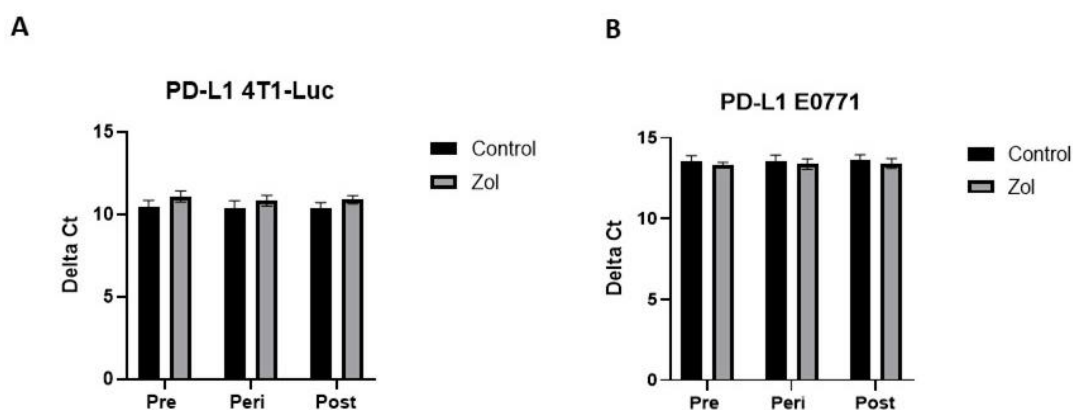 A
PD-L1 4T1-Luc
15
10
5
0
Delta Ct
Pre Peri Post
Control
Zol
B
PD-L1 E0771
15
10
5
0
Delta Ct
Pre Peri Post
Control
Zol